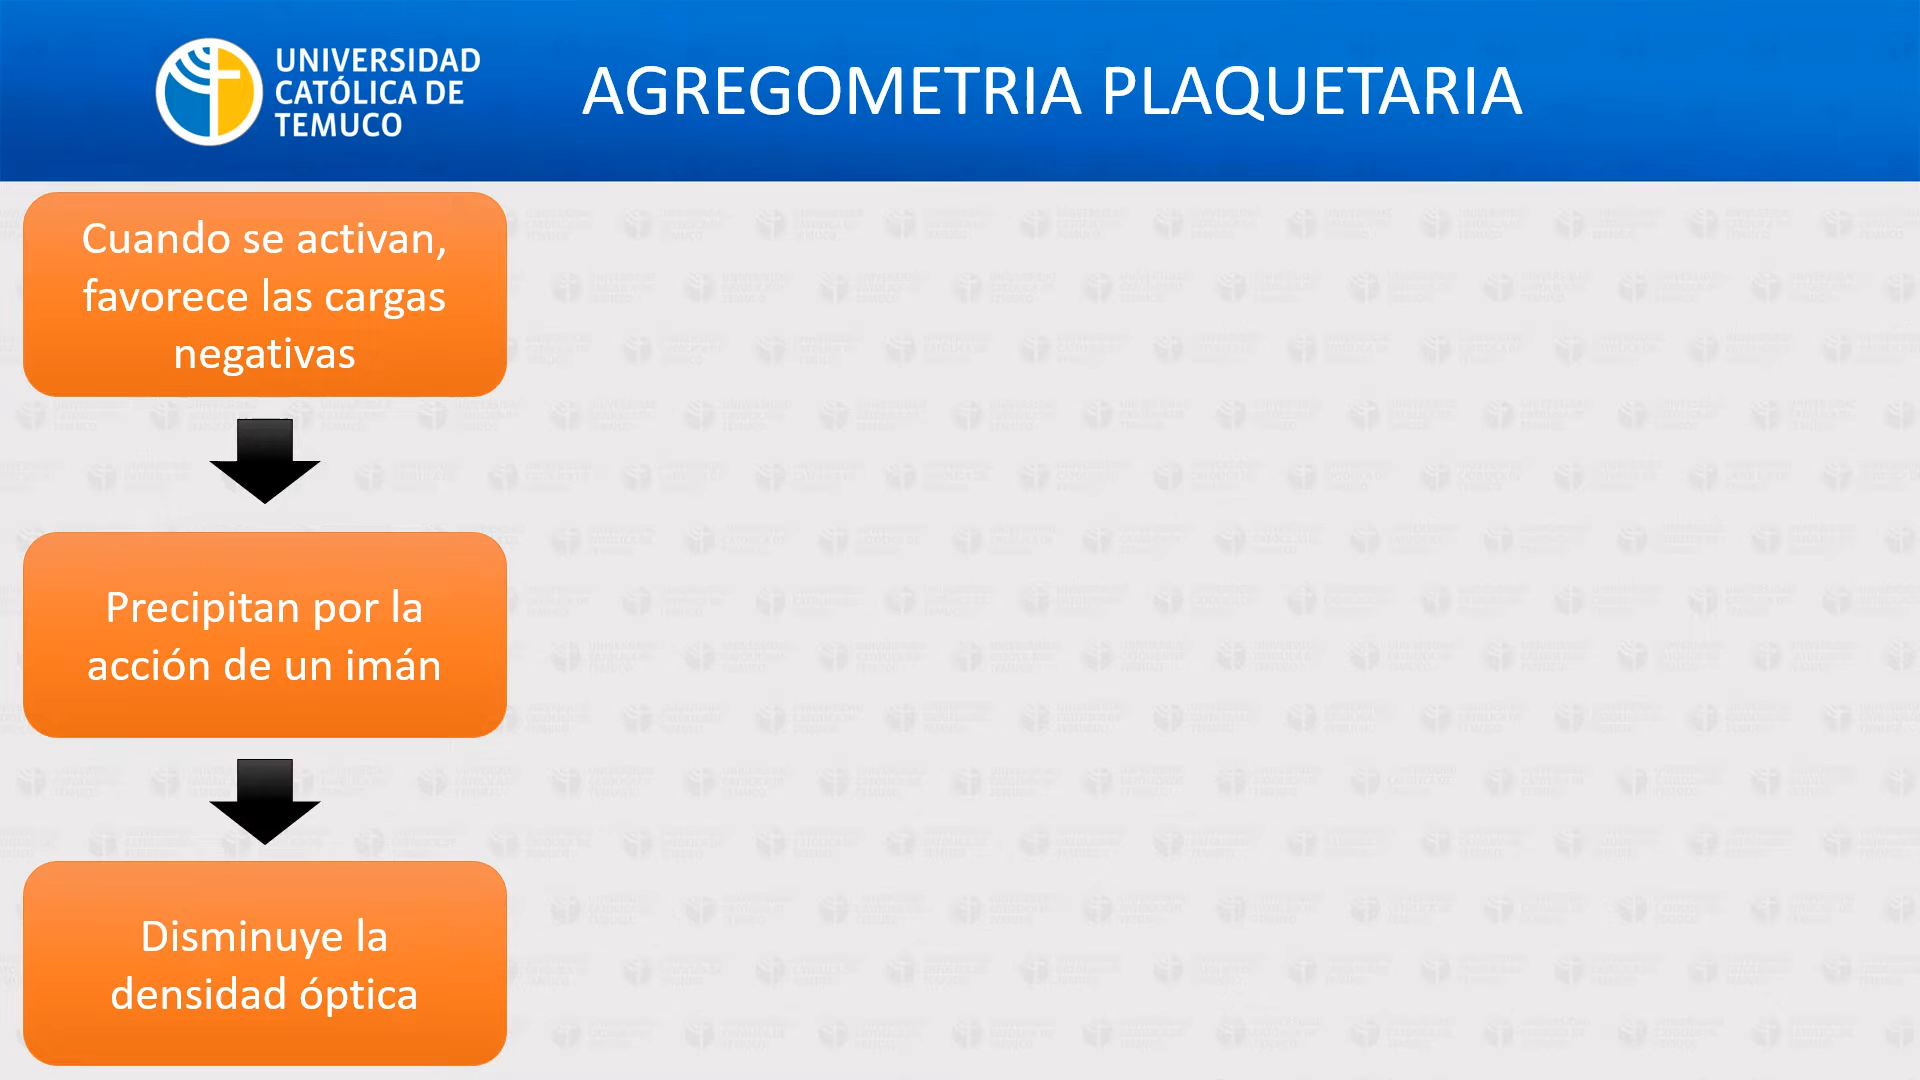 UNIVERSIDAD
CATÓLICA DE
TEMUCO
AGREGOMETRIA PLAQUETARIA
Cuando se activan,
favorece las cargas
negativas
Precipitan por la
acción de un imán
Disminuye la
densidad óptica